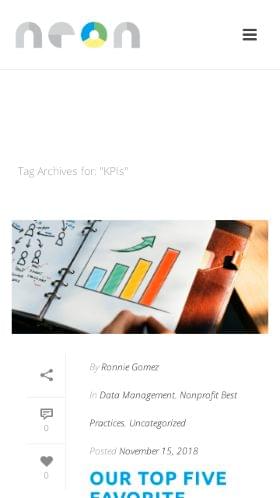 neon
Tag Archives for: "KPIs"
By Ronnie Gomez
In Data Management, Nonprofit Best
Practices, Uncategorized
0
Posted November 15, 2018
0
OUR TOP FIVE
FAVORITE